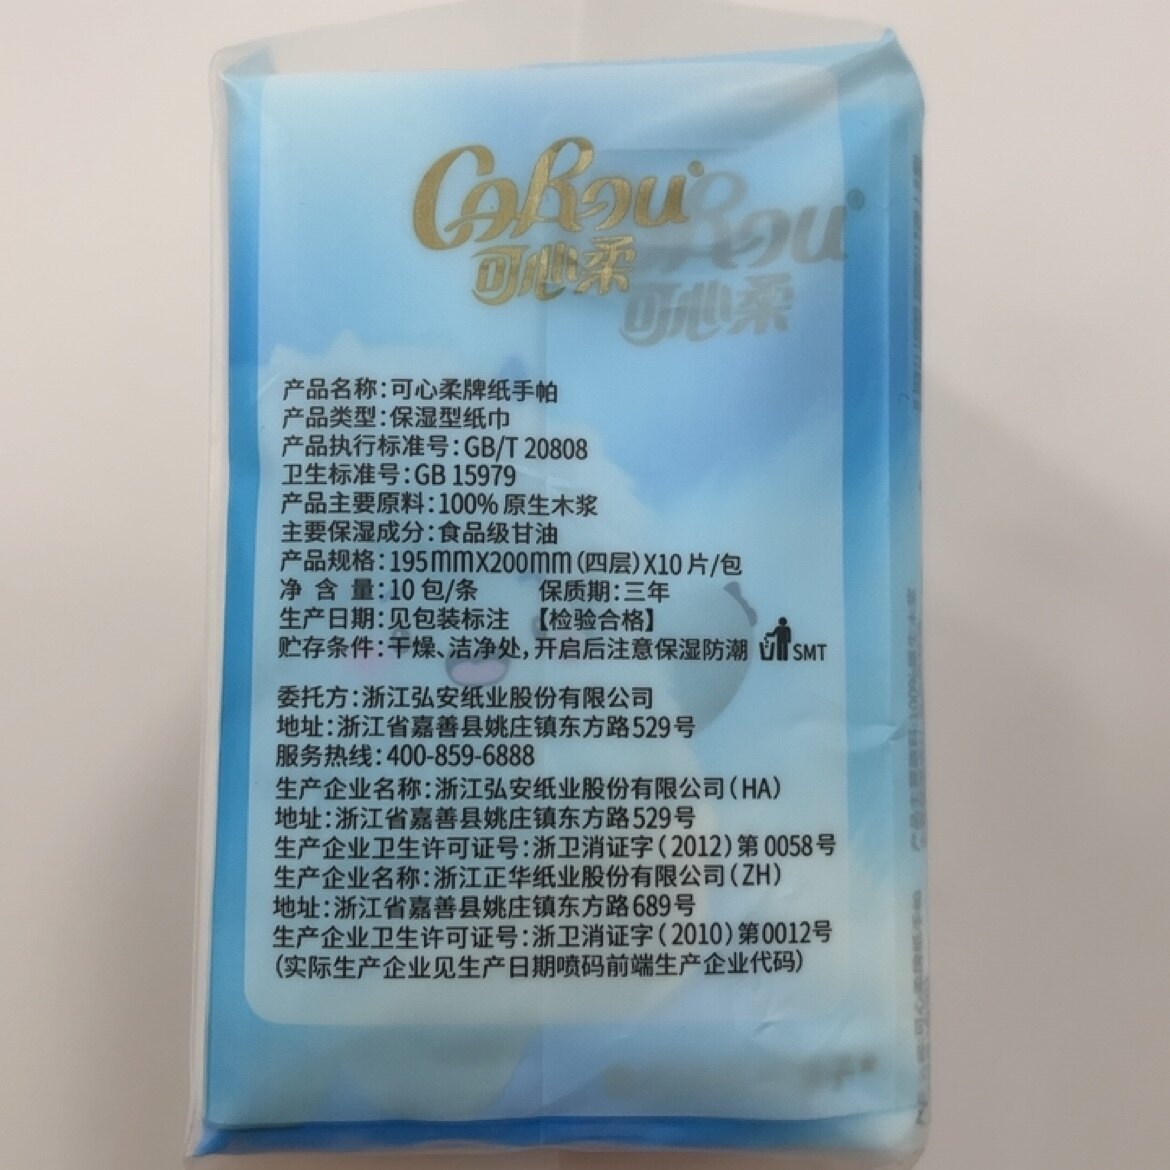 CoRou
可心柔
Rou
可心柔
产品名称:可心柔牌纸手帕
产品类型:保湿型纸巾
产品执行标准号:GB/T 20808
卫生标准号:GB 15979
产品主要原料:100% 原生木浆
主要保湿成分:食品级甘油
产品规格:195mmX200mm(四层)X10 片/包
净 含 量:10 包/条 保质期:三年
生产日期:见包装标注 【检验合格】
贮存条件:干燥、洁净处,开启后注意保湿防潮 SMT
委托方:浙江弘安纸业股份有限公司
地址:浙江省嘉善县姚庄镇东方路529号
服务热线:400-859-6888
生产企业名称:浙江弘安纸业股份有限公司(HA)
地址:浙江省嘉善县姚庄镇东方路529号
生产企业卫生许可证号:浙卫消证字(2012)第 0058号
生产企业名称:浙江正华纸业股份有限公司(ZH)
地址:浙江省嘉善县姚庄镇东方路689号
生产企业卫生许可证号:浙卫消证字(2010)第0012号
(实际生产企业见生产日期喷码前端生产企业代码)